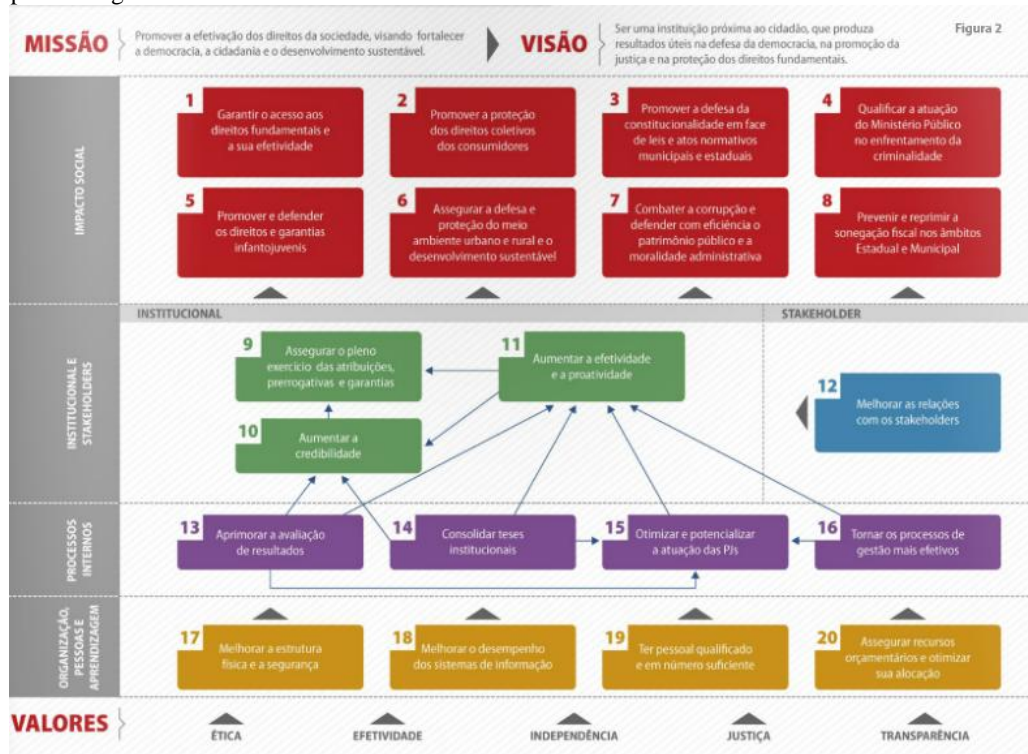 MISSÃO
Promover a efetivação dos direitos da sociedade, visando fortalecer
a democracia, a cidadania e o desenvolvimento sustentável.
VISÃO
Ser uma instituição próxima ao cidadão, que produza
resultados úteis na defesa da democracia, na promoção da
justiça e na proteção dos direitos fundamentais.
Figura 2
IMPACTO SOCIAL
1
Garantir o acesso aos
direitos fundamentais e
a sua efetividade
2
Promover a proteção
dos direitos coletivos
dos consumidores
3
Promover a defesa da
constitucionalidade em face
de leis e atos normativos
municipais e estaduais
4
Qualificar a atuação
do Ministério Público
no enfrentamento da
criminalidade
5
Promover e defender
os direitos e garantias
infantojuvenis
6
Assegurar a defesa e
proteção do meio
ambiente urbano e rural e o
desenvolvimento sustentável
7
Combater a corrupção e
defender com eficiência o
patrimônio público e a
moralidade administrativa
8
Prevenir e reprimir a
sonegação fiscal nos âmbitos
Estadual e Municipal
INSTITUCIONAL E
STAKEHOLDERS
INSTITUCIONAL
STAKEHOLDER
9
Assegurar o pleno
exercício das atribuições,
prerrogativas e garantias
11
Aumentar a efetividade
e a proatividade
12
Melhorar as relações
com os stakeholders
10
Aumentar a
credibilidade
PROCESSOS
INTERNOS
13
Aprimorar a avaliação
de resultados
14
Consolidar teses
institucionais
15
Otimizar e potencializar
a atuação das PJs
16
Tornar os processos de
gestão mais efetivos
ORGANIZAÇÃO,
PESSOAS E
APRENDIZAGEM
17
Melhorar a estrutura
física e a segurança
18
Melhorar o desempenho
dos sistemas de informação
19
Ter pessoal qualificado
e em número suficiente
20
Assegurar recursos
orçamentários e otimizar
sua alocação
VALORES
ÉTICA
EFETIVIDADE
INDEPENDÊNCIA
JUSTIÇA
TRANSPARÊNCIA